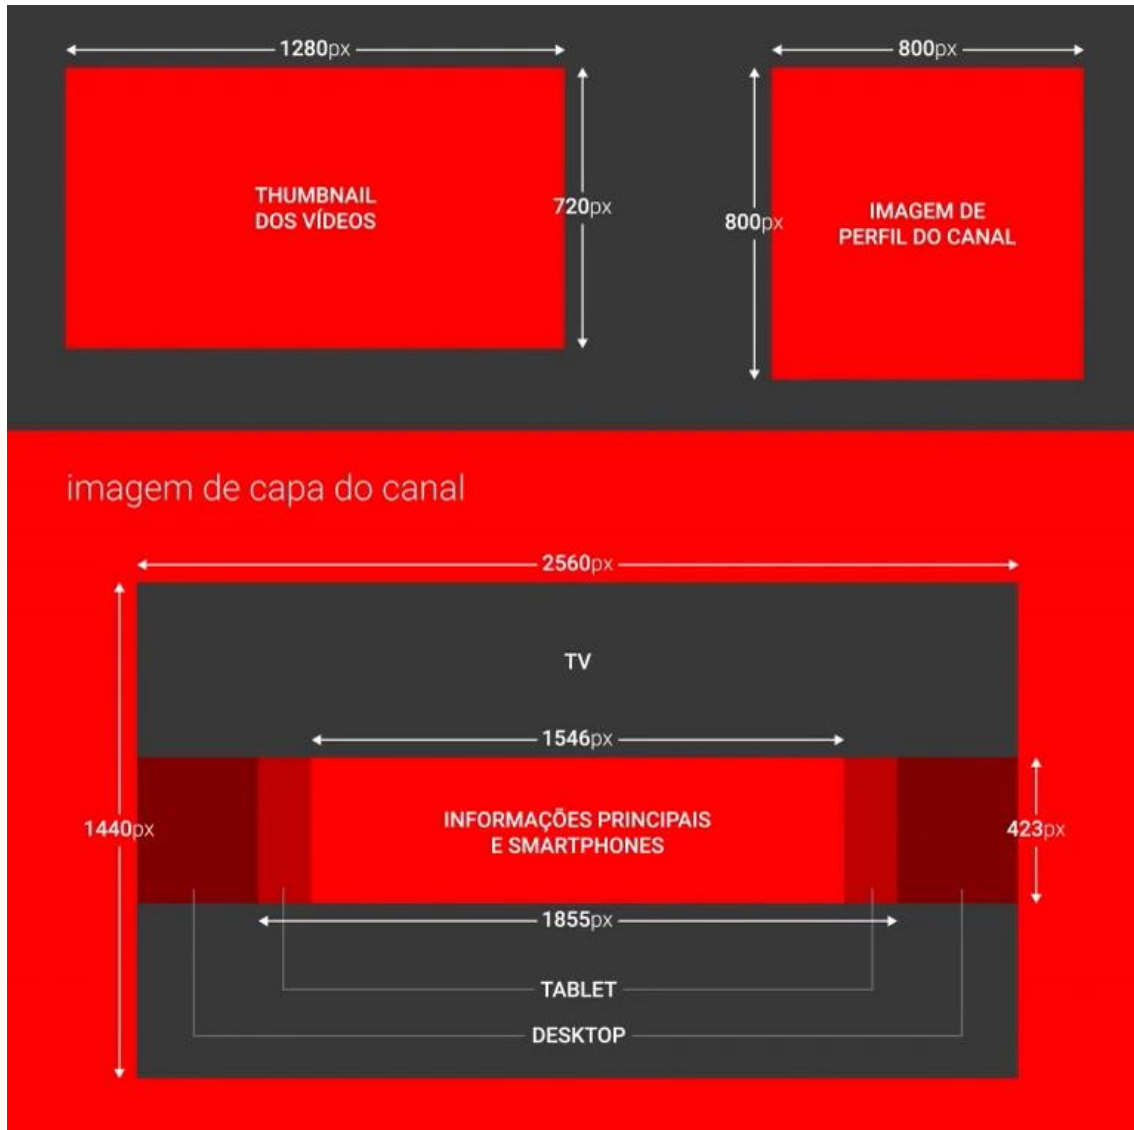 1280px
800px
THUMBNAIL
DOS VÍDEOS
720px
800px
IMAGEM DE
PERFIL DO CANAL
imagem de capa do canal
2560px
TV
1546px
1440px
INFORMAÇÕES PRINCIPAIS
E SMARTPHONES
423px
1855px
TABLET
DESKTOP